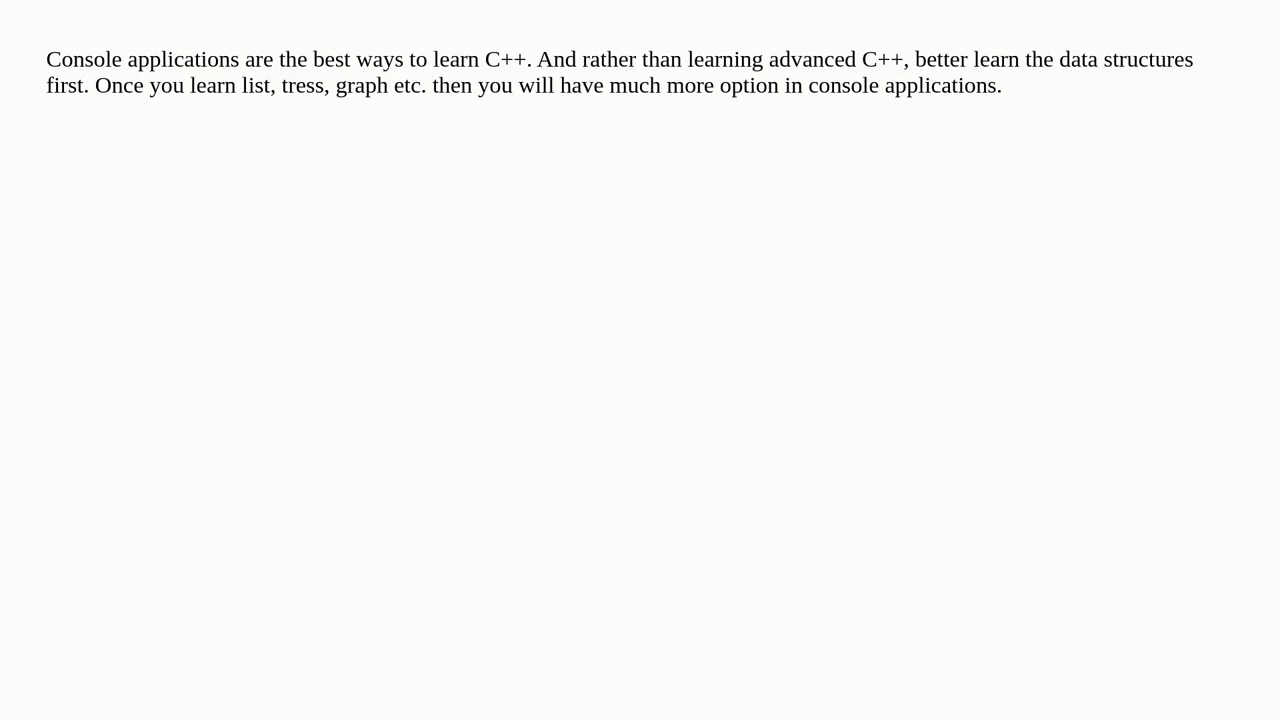 Console applications are the best ways to learn C++. And rather than learning advanced C++, better learn the data structures
first. Once you learn list, tress, graph etc. then you will have much more option in console applications.